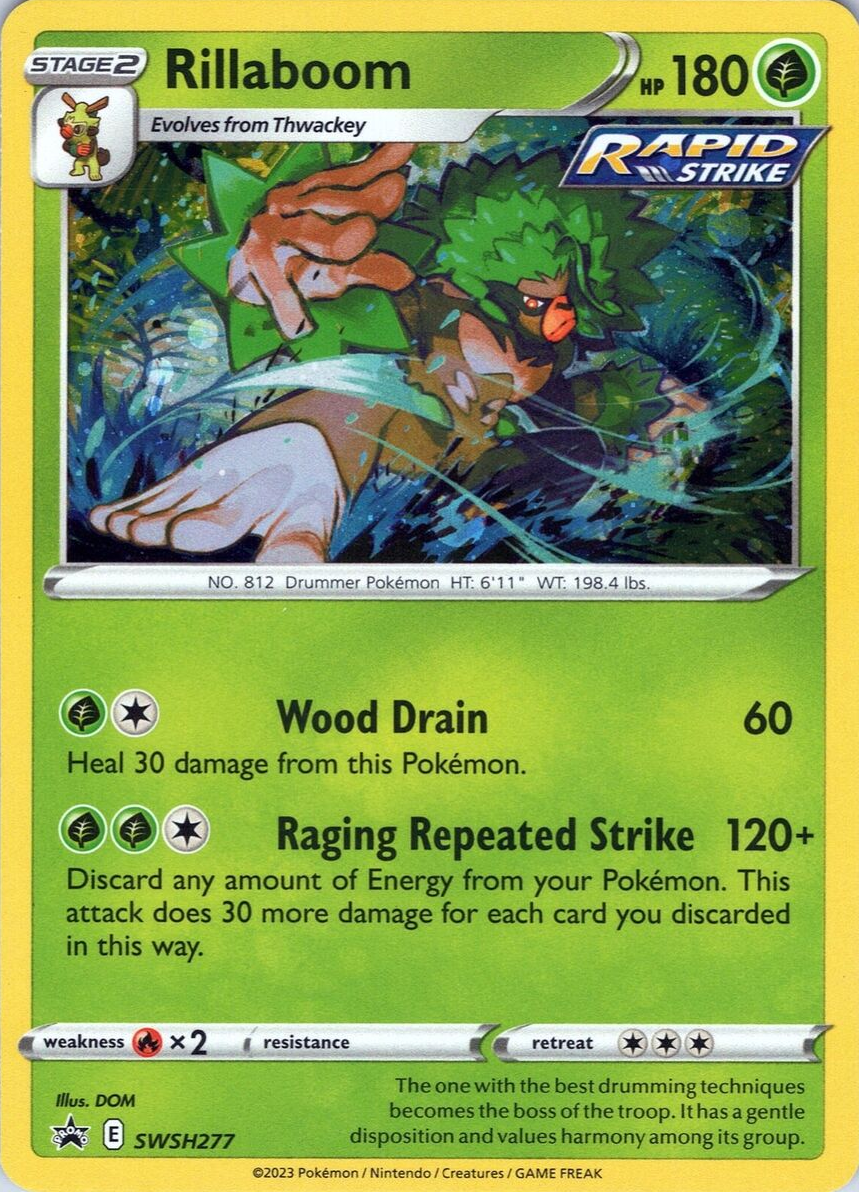 STAGE2 Rillaboom HP 180
Evolves from Thwackey
RAPID
STRIKE
NO. 812 Drummer Pokémon HT: 6'11" WT: 198.4 lbs.
Wood Drain 60
Heal 30 damage from this Pokémon.
Raging Repeated Strike 120+
Discard any amount of Energy from your Pokémon. This
attack does 30 more damage for each card you discarded
in this way.
weakness ×2 resistance retreat
Illus. DOM
The one with the best drumming techniques
becomes the boss of the troop. It has a gentle
disposition and values harmony among its group.
PROMO E SWSH277
©2023 Pokémon / Nintendo / Creatures / GAME FREAK